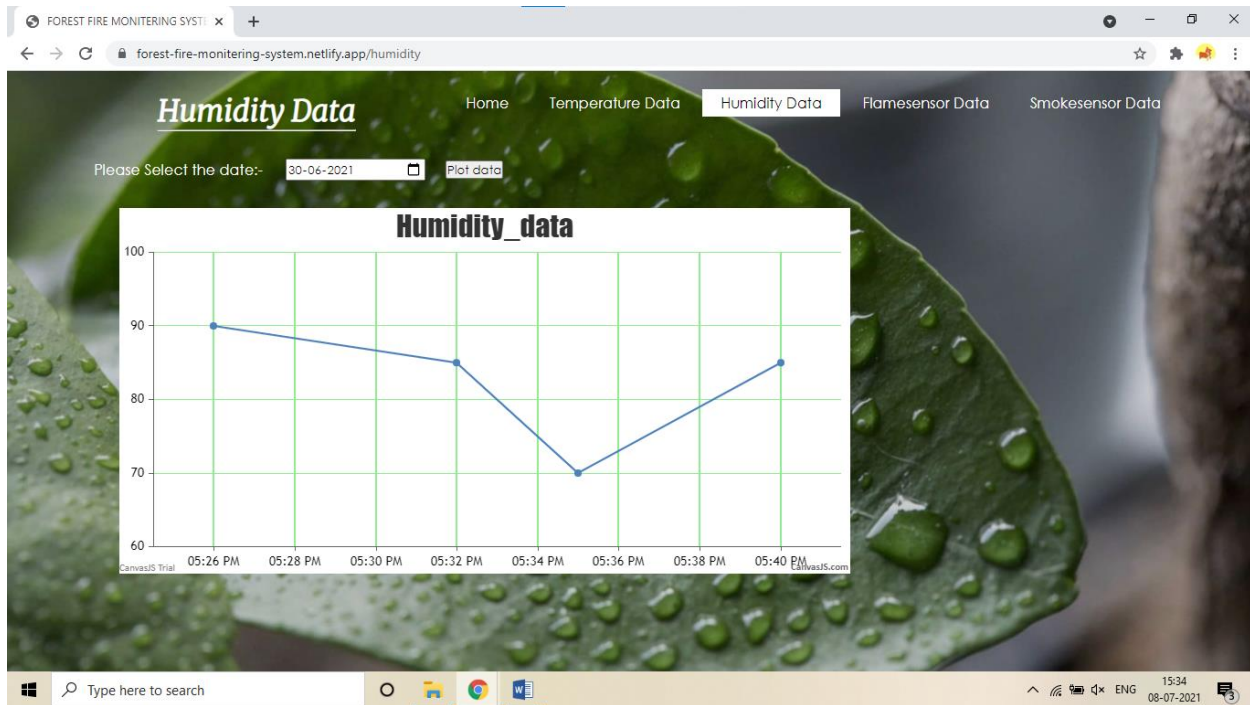 FOREST FIRE MONITERING SYSTE
forest-fire-monitering-system.netlify.app/humidity
Humidity Data
Home Temperature Data Humidity Data Flamesensor Data Smokesensor Data
Please Select the date:- 30-06-2021 Plot data
Humidity_data
100
90
80
70
60
05:26 PM 05:28 PM 05:30 PM 05:32 PM 05:34 PM 05:36 PM 05:38 PM 05:40 PM
CanvasJS Trial CanvasJS.com
Type here to search
ENG
15:34
08-07-2021
3